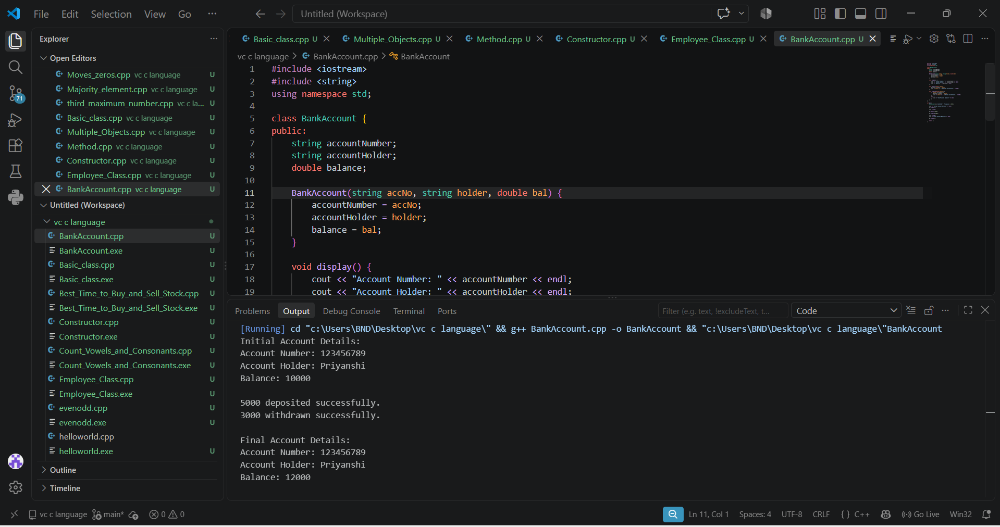 File Edit Selection View Go ···
Untitled (Workspace)
Explorer ···
Open Editors
Moves_zeros.cpp vc c language U
Majority_element.cpp vc c language U
third_maximum_number.cpp vc c la... U
Basic_class.cpp vc c language U
Multiple_Objects.cpp vc c language U
Method.cpp vc c language U
Constructor.cpp vc c language U
Employee_Class.cpp vc c language U
BankAccount.cpp vc c language U
Untitled (Workspace)
vc c language
BankAccount.cpp U
BankAccount.exe U
Basic_class.cpp U
Basic_class.exe U
Best_Time_to_Buy_and_Sell_Stock.cpp U
Best_Time_to_Buy_and_Sell_Stock.exe U
Constructor.cpp U
Constructor.exe U
Count_Vowels_and_Consonants.cpp U
Count_Vowels_and_Consonants.exe U
Employee_Class.cpp U
Employee_Class.exe U
evenodd.cpp U
evenodd.exe U
helloworld.cpp
helloworld.exe U
Outline
Timeline
71
Basic_class.cpp U Multiple_Objects.cpp U Method.cpp U Constructor.cpp U Employee_Class.cpp U BankAccount.cpp U
vc c language > BankAccount.cpp > BankAccount
1 #include <iostream>
2 #include <string>
3 using namespace std;
4
5 class BankAccount {
6 public:
7 string accountNumber;
8 string accountHolder;
9 double balance;
10
11 BankAccount(string accNo, string holder, double bal) {
12 accountNumber = accNo;
13 accountHolder = holder;
14 balance = bal;
15 }
16
17 void display() {
18 cout << "Account Number: " << accountNumber << endl;
19 cout << "Account Holder: " << accountHolder << endl;
Problems Output Debug Console Terminal Ports
Filter (e.g. text, !excludeText, t... Code
[Running] cd "c:\Users\BND\Desktop\vc c language\" && g++ BankAccount.cpp -o BankAccount && "c:\Users\BND\Desktop\vc c language\"BankAccount
Initial Account Details:
Account Number: 123456789
Account Holder: Priyanshi
Balance: 10000
5000 deposited successfully.
3000 withdrawn successfully.
Final Account Details:
Account Number: 123456789
Account Holder: Priyanshi
Balance: 12000
vc c language main* 0 0 Ln 11, Col 1 Spaces: 4 UTF-8 CRLF {} C++ Go Live Win32